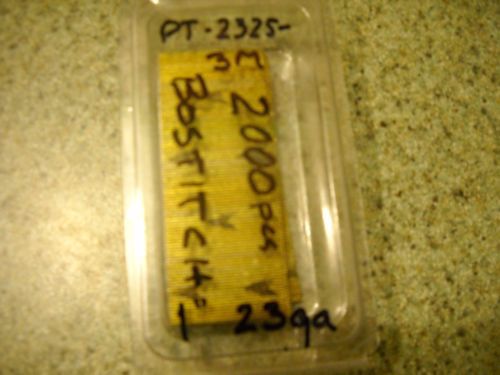 PT-2325-
3M
2000pcs
BOSTITCH
1" 23ga